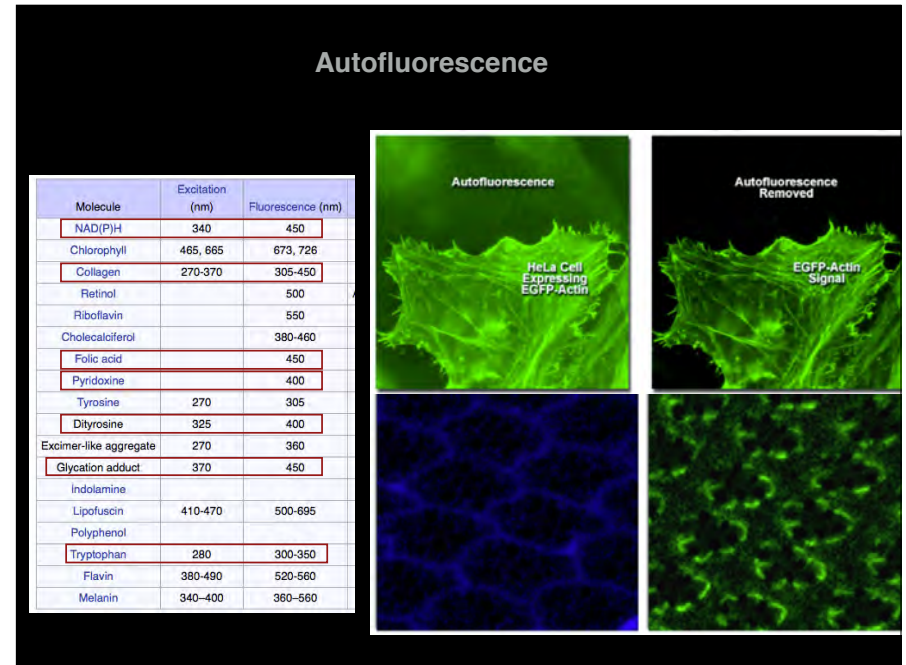 Autofluorescence
Molecule Excitation (nm) Fluorescence (nm)
NAD(P)H 340 450
Chlorophyll 465, 665 673, 726
Collagen 270-370 305-450
Retinol 500
Riboflavin 550
Cholecalciferol 380-460
Folic acid 450
Pyridoxine 400
Tyrosine 270 305
Dityrosine 325 400
Excimer-like aggregate 270 360
Glycation adduct 370 450
Indolamine
Lipofuscin 410-470 500-695
Polyphenol
Tryptophan 280 300-350
Flavin 380-490 520-560
Melanin 340–400 360–560
Autofluorescence
HeLa Cell
Expressing
EGFP-Actin
Autofluorescence
Removed
EGFP-Actin
Signal